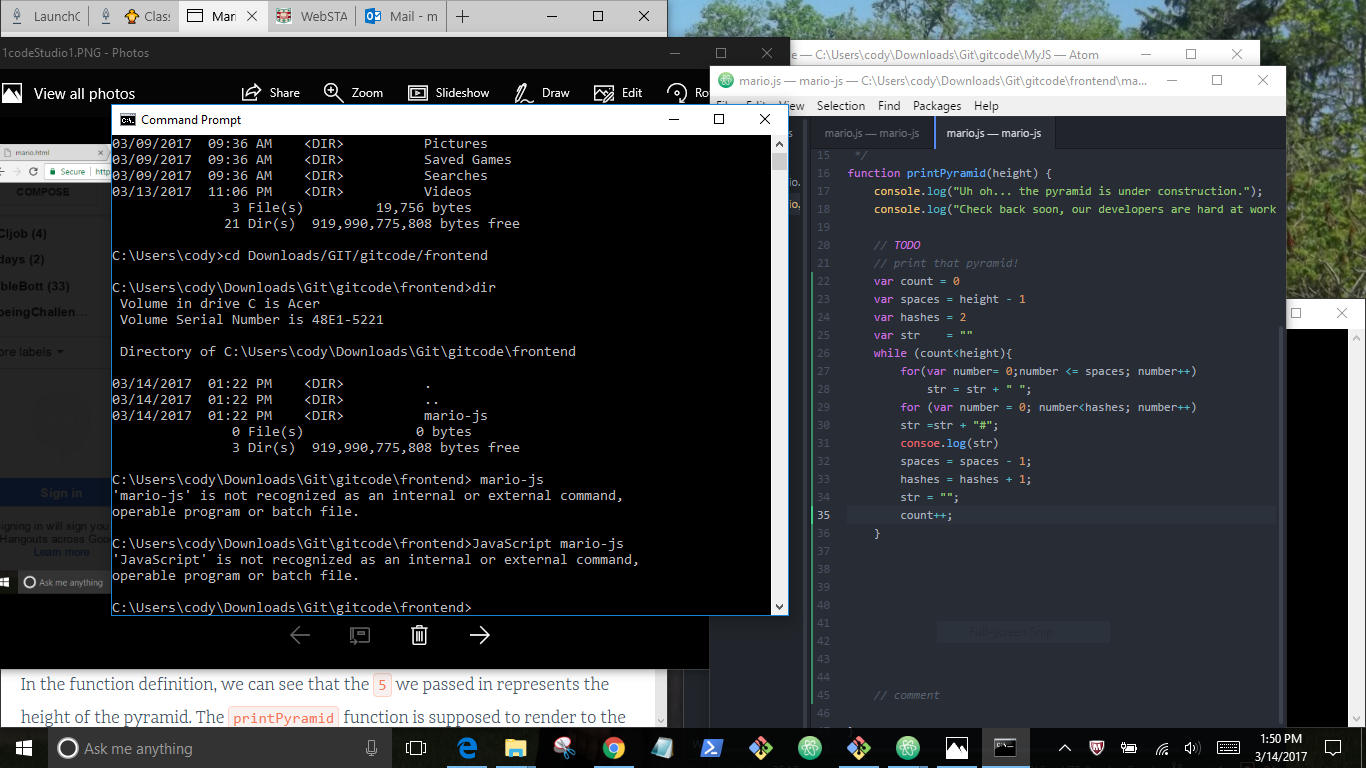 LaunchC
Clas
Mari
WebSTA
Mail - m
1codeStudio1.PNG - Photos
View all photos
Share
Zoom
Slideshow
Draw
Edit
Ro
mario.html
Secure
http
COMPOSE
Cljob (4)
days (2)
bleBott (33)
beingChallen...
ore labels
Sign in
igning in will sign you
Hangouts across Goo
Learn more
Ask me anything
Command Prompt
03/09/2017  09:36 AM    <DIR>          Pictures
03/09/2017  09:36 AM    <DIR>          Saved Games
03/09/2017  09:36 AM    <DIR>          Searches
03/13/2017  11:06 PM    <DIR>          Videos
3 File(s)         19,756 bytes
21 Dir(s)  919,990,775,808 bytes free
C:\Users\cody>cd Downloads/GIT/gitcode/frontend
C:\Users\cody\Downloads\Git\gitcode\frontend>dir
Volume in drive C is Acer
Volume Serial Number is 48E1-5221
Directory of C:\Users\cody\Downloads\Git\gitcode\frontend
03/14/2017  01:22 PM    <DIR>          .
03/14/2017  01:22 PM    <DIR>          ..
03/14/2017  01:22 PM    <DIR>          mario-js
0 File(s)              0 bytes
3 Dir(s)  919,990,775,808 bytes free
C:\Users\cody\Downloads\Git\gitcode\frontend> mario-js
'mario-js' is not recognized as an internal or external command,
operable program or batch file.
C:\Users\cody\Downloads\Git\gitcode\frontend>JavaScript mario-js
'JavaScript' is not recognized as an internal or external command,
operable program or batch file.
C:\Users\cody\Downloads\Git\gitcode\frontend>
e — C:\Users\cody\Downloads\Git\gitcode\MyJS — Atom
mario.js — mario-js — C:\Users\cody\Downloads\Git\gitcode\frontend\ma...
File Edit View Selection Find Packages Help
mario.js — mario-js
mario.js — mario-js
15 */
16 function printPyramid(height) {
17 console.log("Uh oh... the pyramid is under construction.");
18 console.log("Check back soon, our developers are hard at work
19
20 // TODO
21 // print that pyramid!
22 var count = 0
23 var spaces = height - 1
24 var hashes = 2
25 var str    = ""
26 while (count<height){
27 for(var number= 0;number <= spaces; number++)
28 str = str + " ";
29 for (var number = 0; number<hashes; number++)
30 str =str + "#";
31 consoe.log(str)
32 spaces = spaces - 1;
33 hashes = hashes + 1;
34 str = "";
35 count++;
36 }
37
38
39
40
41
42
43
44
45 // comment
46
Full-screen Snip
In the function definition, we can see that the 5 we passed in represents the
height of the pyramid. The printPyramid function is supposed to render to the
Ask me anything
1:50 PM
3/14/2017